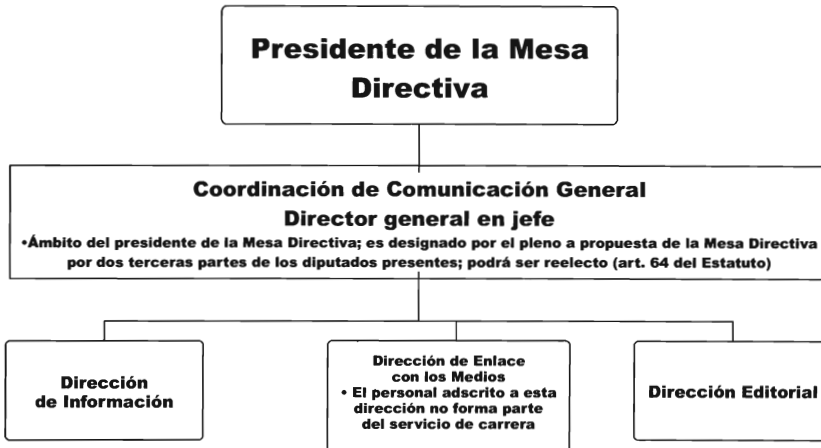 Presidente de la Mesa
Directiva
Coordinación de Comunicación General
Director general en jefe
•Ámbito del presidente de la Mesa Directiva; es designado por el pleno a propuesta de la Mesa Directiva
por dos terceras partes de los diputados presentes; podrá ser reelecto (art. 64 del Estatuto)
Dirección
de Información
Dirección de Enlace
con los Medios
• El personal adscrito a esta
dirección no forma parte
del servicio de carrera
Dirección Editorial